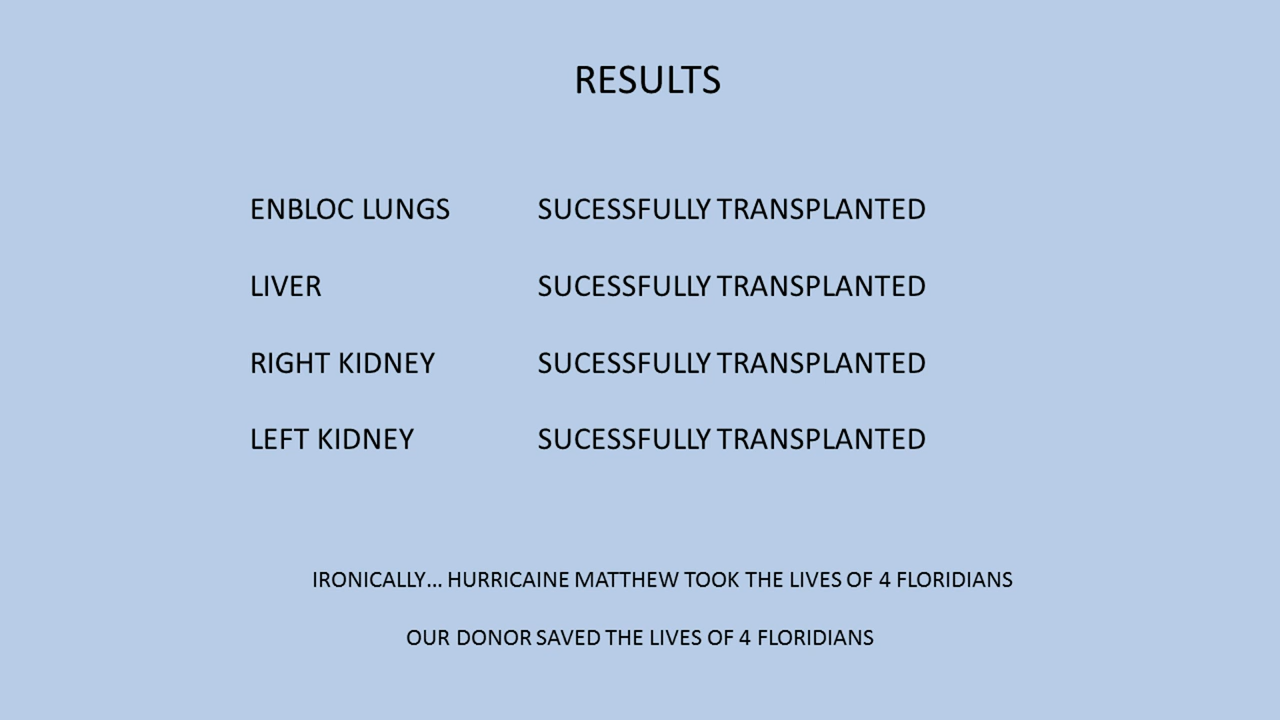 RESULTS
ENBLOC LUNGS SUCESSFULLY TRANSPLANTED
LIVER SUCESSFULLY TRANSPLANTED
RIGHT KIDNEY SUCESSFULLY TRANSPLANTED
LEFT KIDNEY SUCESSFULLY TRANSPLANTED
IRONICALLY... HURRICAINE MATTHEW TOOK THE LIVES OF 4 FLORIDIANS
OUR DONOR SAVED THE LIVES OF 4 FLORIDIANS